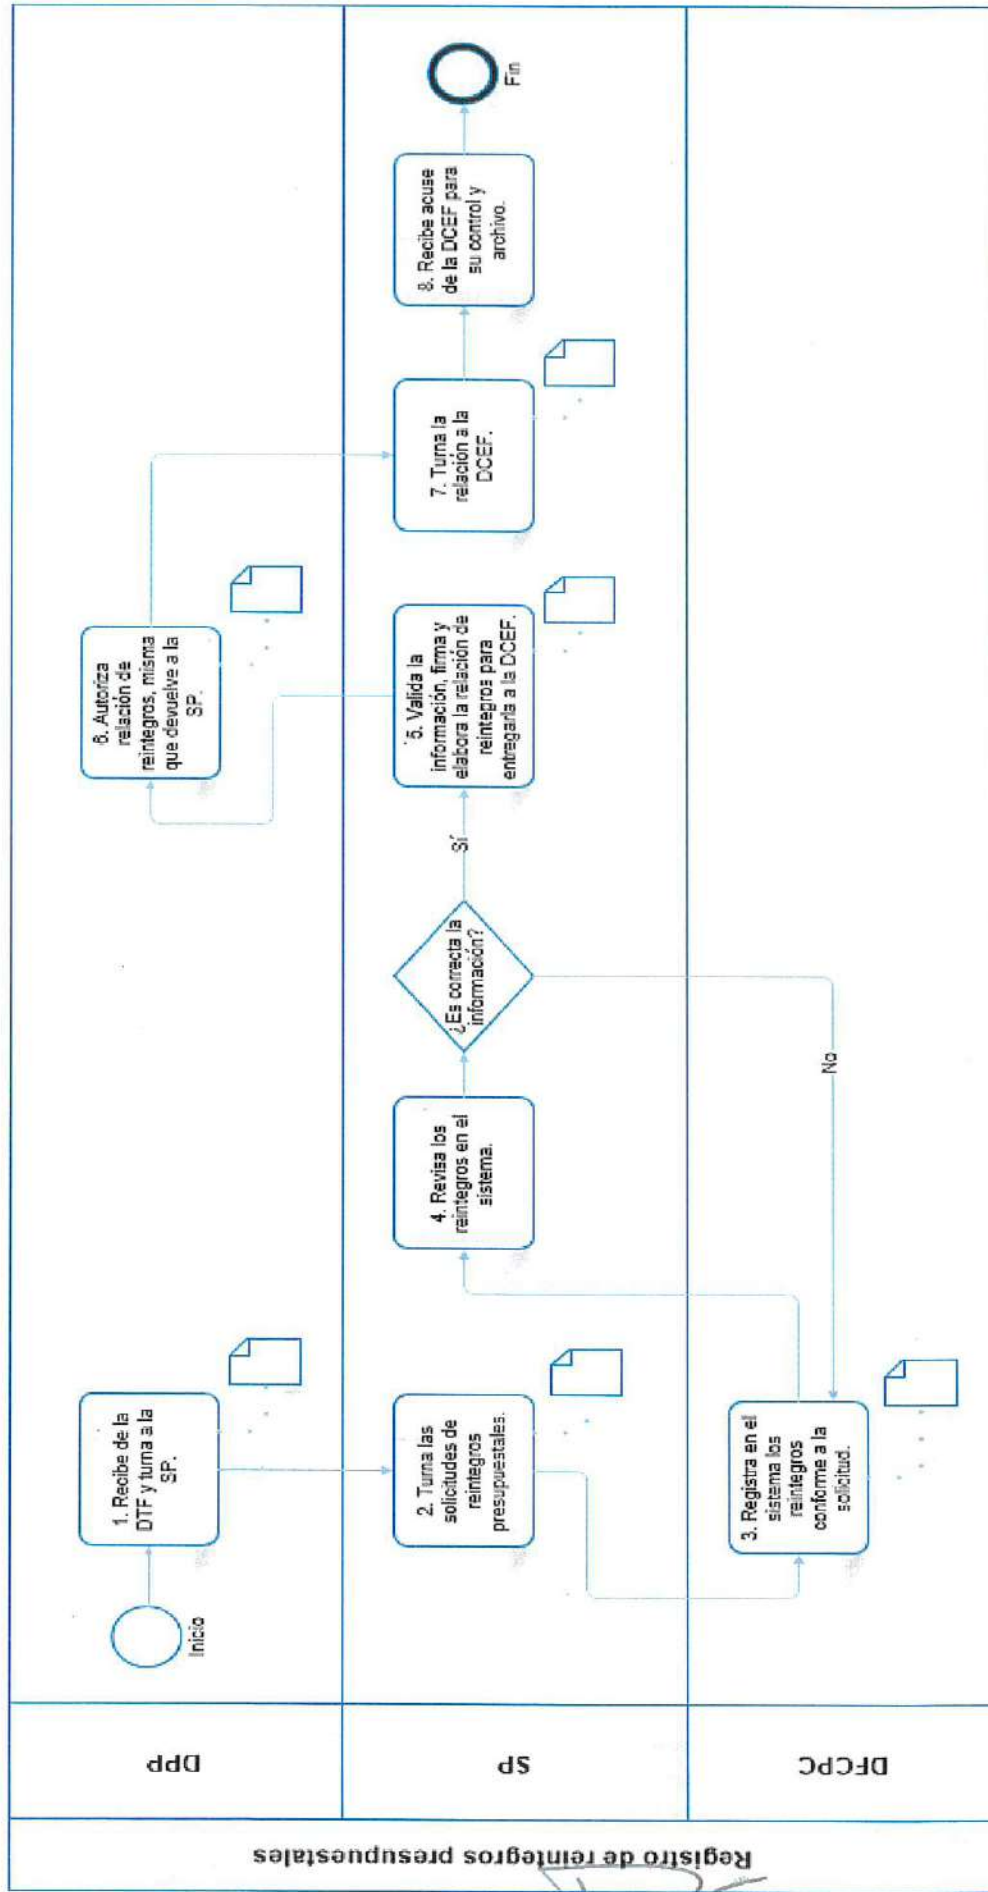 Registro de reintegros presupuestales
DPP
SP
DFCPC
Inicio
1. Recibe de la
DTF y turna a la
SP.
2. Turna las
solicitudes de
reintegros
presupuestales.
3. Registra en el
sistema los
reintegros
conforme a la
solicitud.
4. Revisa los
reintegros en el
sistema.
¿Es correcta la
información?
No
Sí
5. Valida la
información, firma y
elabora la relación de
reintegros para
entregarla a la DCEF.
6. Autoriza
relación de
reintegros, misma
que devuelve a la
SP.
7. Turna la
relación a la
DCEF.
8. Recibe acuse
de la DCEF para
su control y
archivo.
Fin